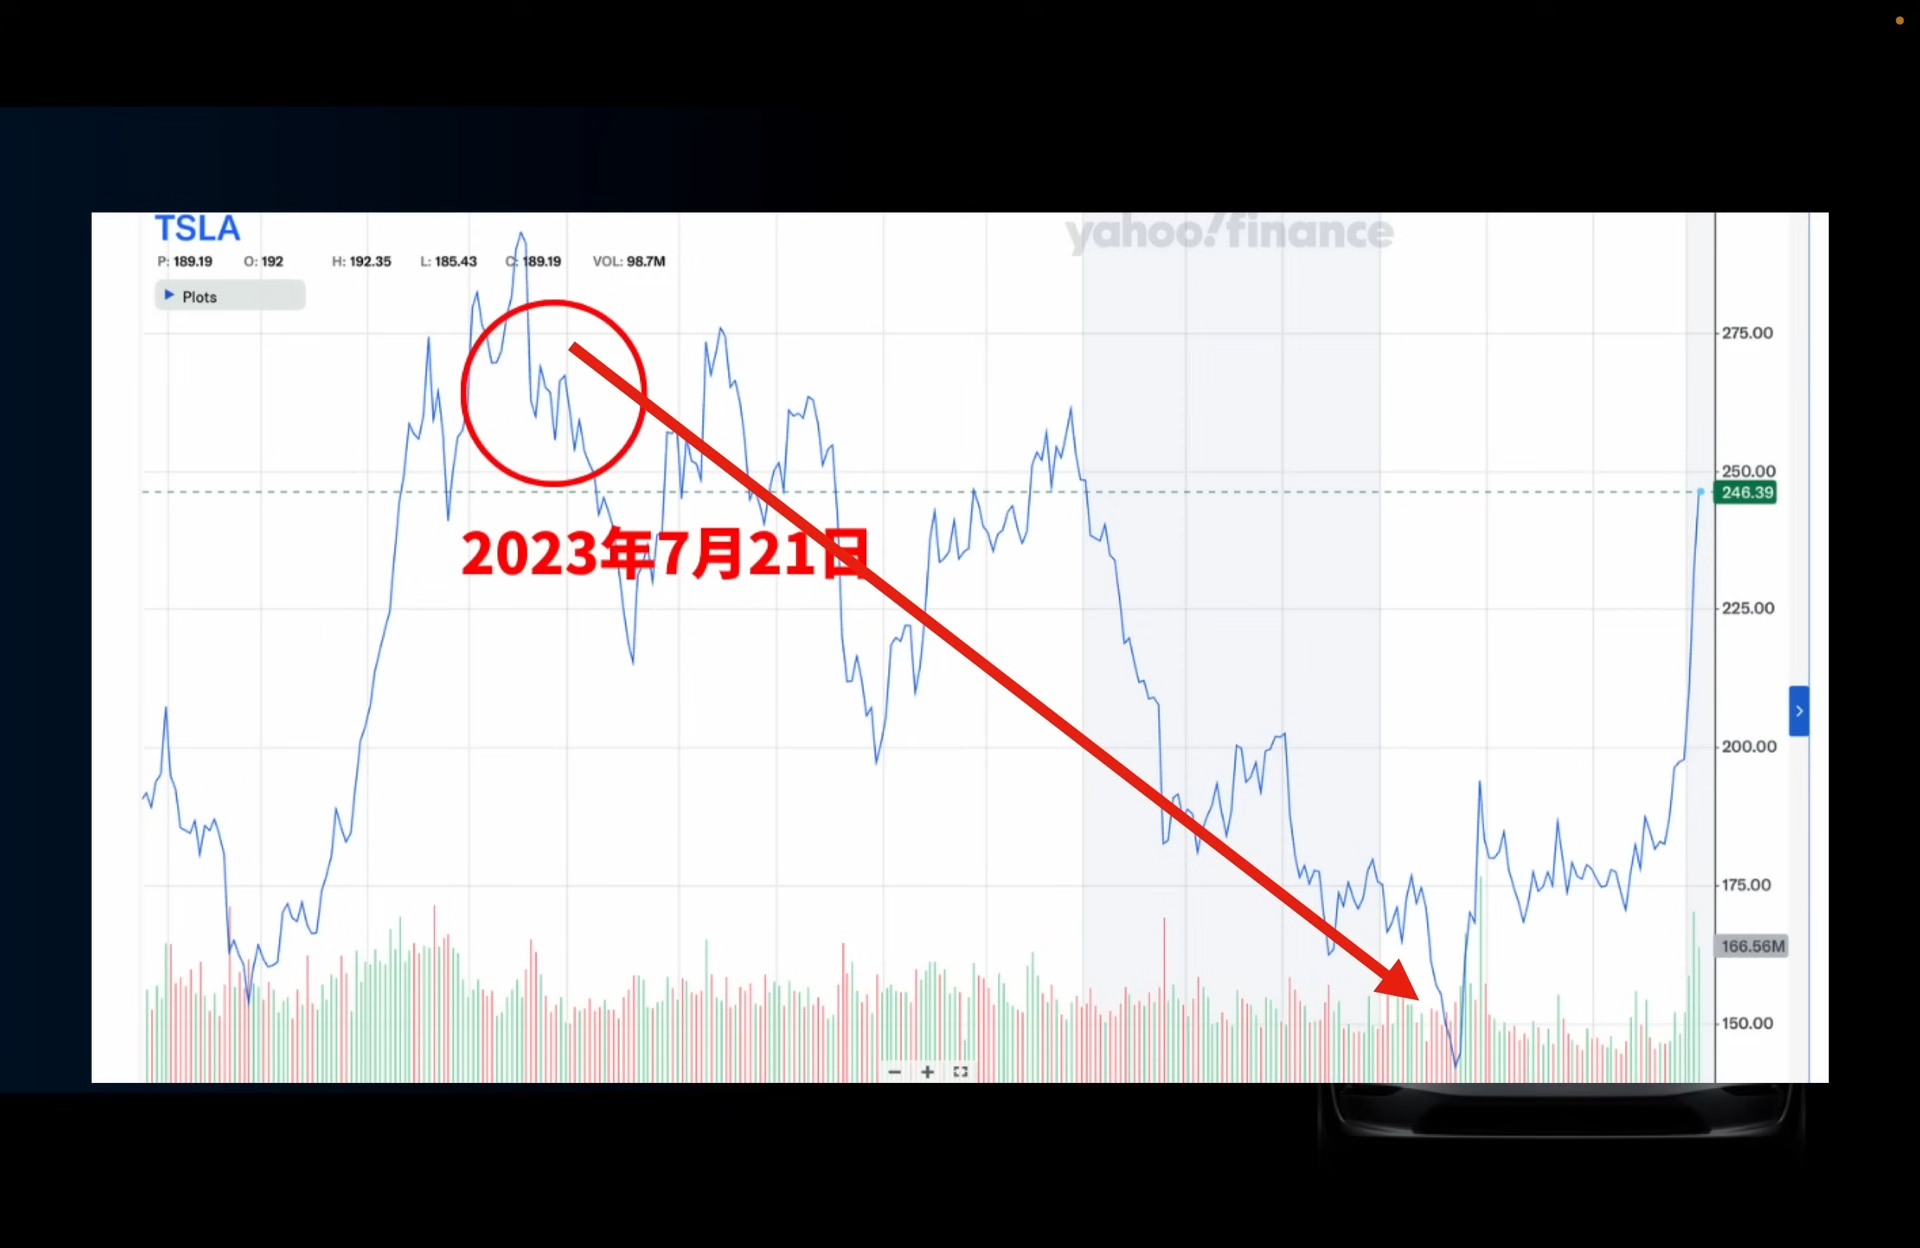 TSLA
yahoo!finance
P: 189.19 O: 192 H: 192.35 L: 185.43 C: 189.19 VOL: 98.7M
Plots
275.00
250.00
246.39
2023年7月21日
225.00
200.00
175.00
166.56M
150.00